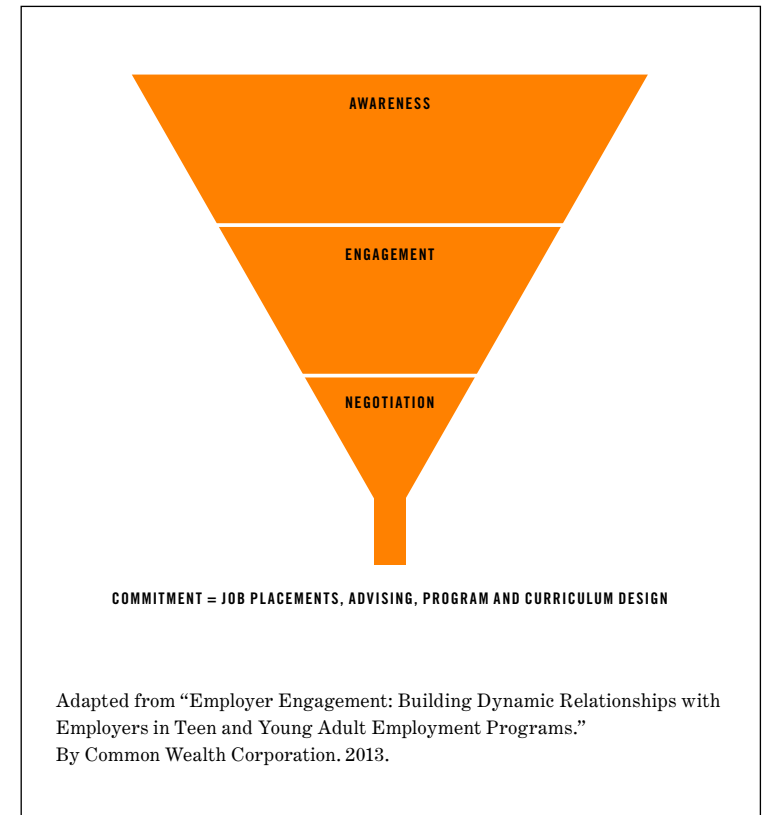 AWARENESS
ENGAGEMENT
NEGOTIATION
COMMITMENT = JOB PLACEMENTS, ADVISING, PROGRAM AND CURRICULUM DESIGN
Adapted from “Employer Engagement: Building Dynamic Relationships with
Employers in Teen and Young Adult Employment Programs.”
By Common Wealth Corporation. 2013.